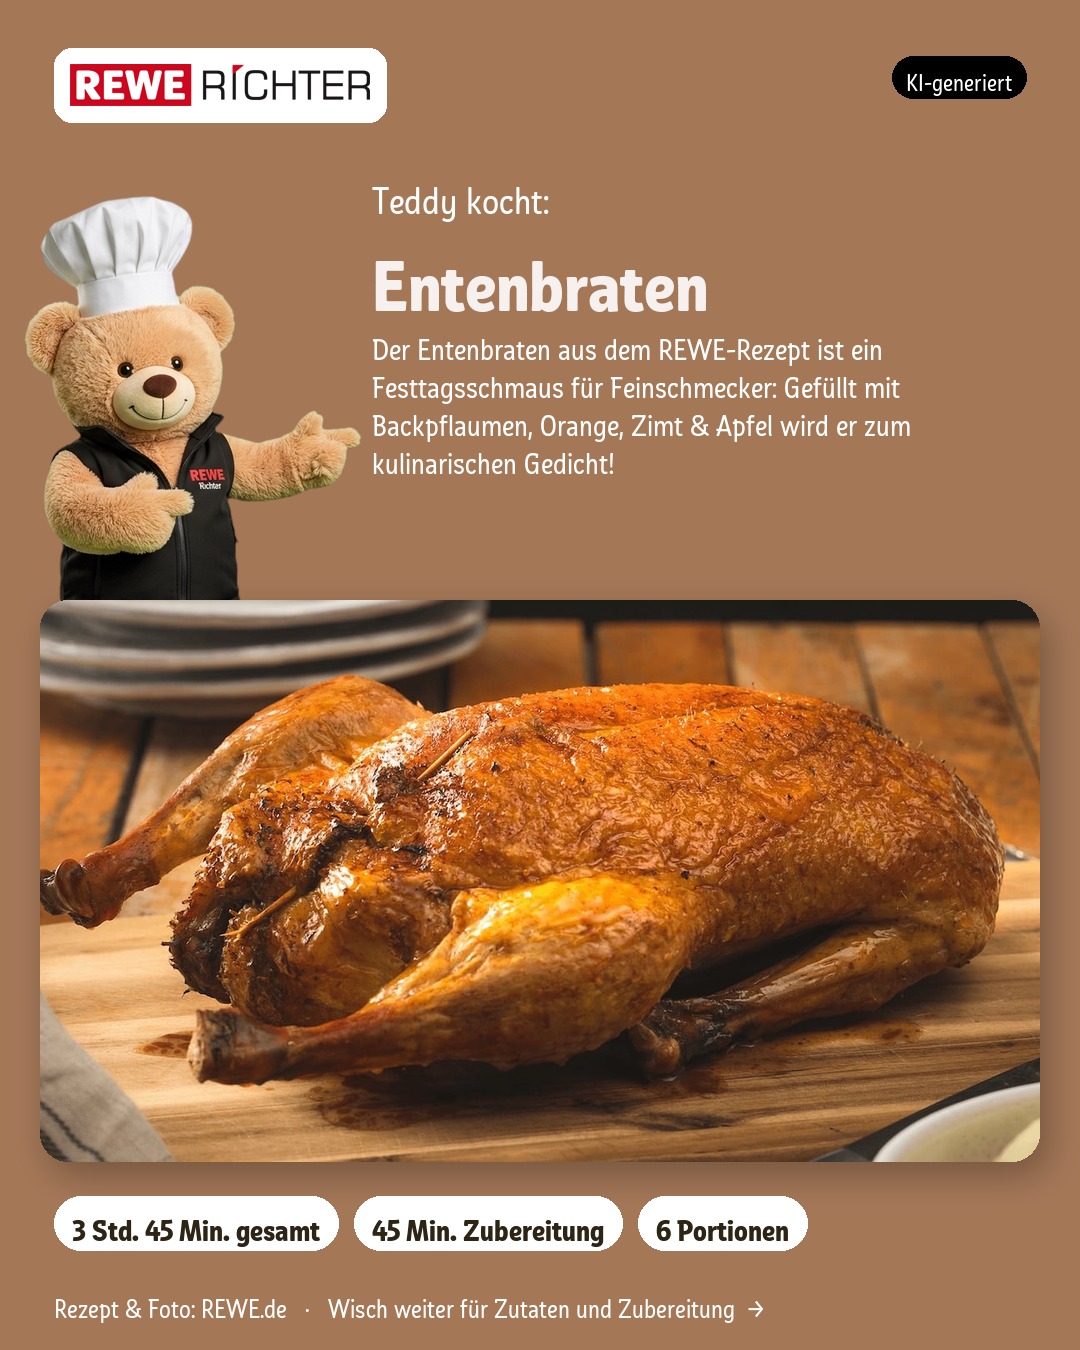 REWE RICHTER
KI-generiert
Teddy kocht:
Entenbraten
Der Entenbraten aus dem REWE-Rezept ist ein
Festtagsschmaus für Feinschmecker: Gefüllt mit
Backpflaumen, Orange, Zimt & Apfel wird er zum
kulinarischen Gedicht!
REWE
Richter
3 Std. 45 Min. gesamt
45 Min. Zubereitung
6 Portionen
Rezept & Foto: REWE.de · Wisch weiter für Zutaten und Zubereitung →